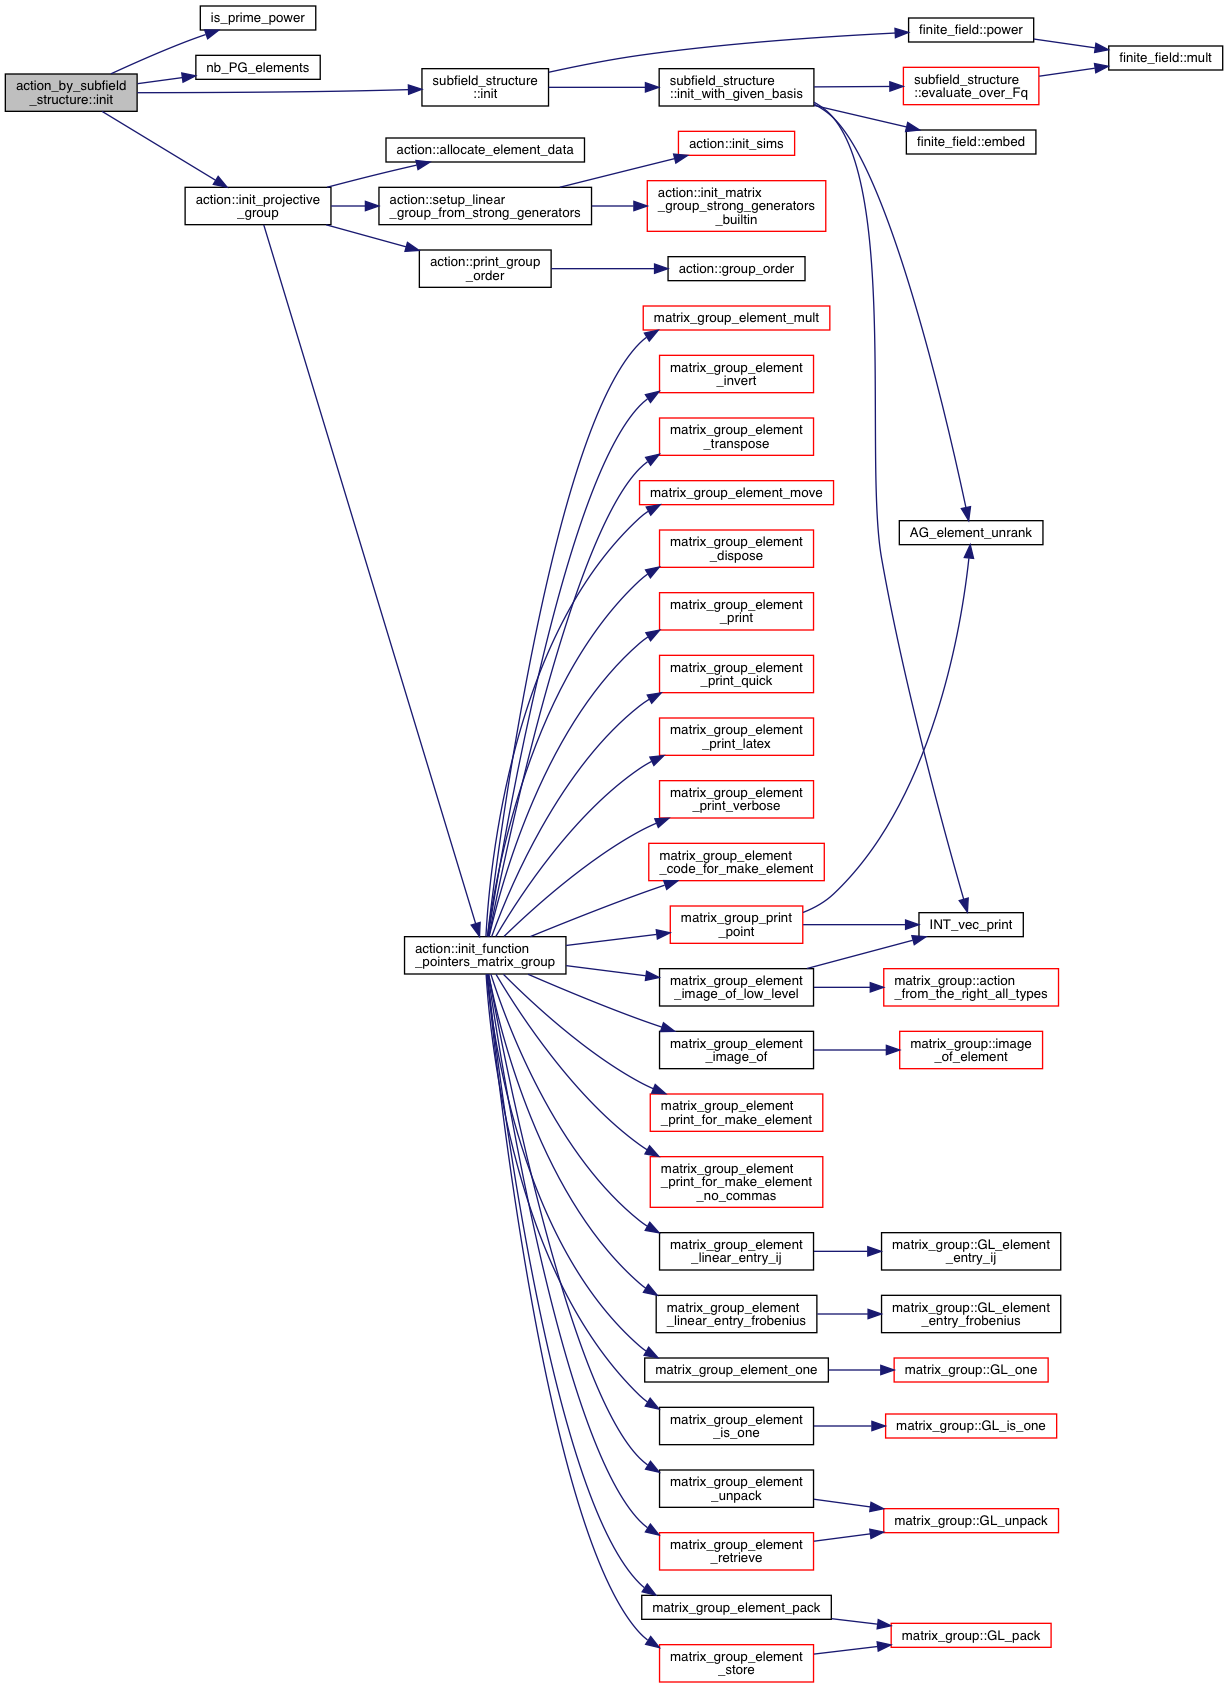 action_by_subfield
_structure::init
is_prime_power
nb_PG_elements
subfield_structure
::init
subfield_structure
::init_with_given_basis
finite_field::power
finite_field::mult
subfield_structure
::evaluate_over_Fq
finite_field::embed
action::init_projective
_group
action::allocate_element_data
action::setup_linear
_group_from_strong_generators
action::init_sims
action::init_matrix
_group_strong_generators
_builtin
action::print_group
_order
action::group_order
matrix_group_element_mult
matrix_group_element
_invert
matrix_group_element
_transpose
matrix_group_element_move
AG_element_unrank
matrix_group_element
_dispose
matrix_group_element
_print
matrix_group_element
_print_quick
matrix_group_element
_print_latex
matrix_group_element
_print_verbose
matrix_group_element
_code_for_make_element
matrix_group_print
_point
INT_vec_print
action::init_function
_pointers_matrix_group
matrix_group_element
_image_of_low_level
matrix_group::action
_from_the_right_all_types
matrix_group_element
_image_of
matrix_group::image
_of_element
matrix_group_element
_print_for_make_element
matrix_group_element
_print_for_make_element
_no_commas
matrix_group_element
_linear_entry_ij
matrix_group::GL_element
_entry_ij
matrix_group_element
_linear_entry_frobenius
matrix_group::GL_element
_entry_frobenius
matrix_group_element_one
matrix_group::GL_one
matrix_group_element
_is_one
matrix_group::GL_is_one
matrix_group_element
_unpack
matrix_group::GL_unpack
matrix_group_element
_retrieve
matrix_group_element_pack
matrix_group::GL_pack
matrix_group_element
_store